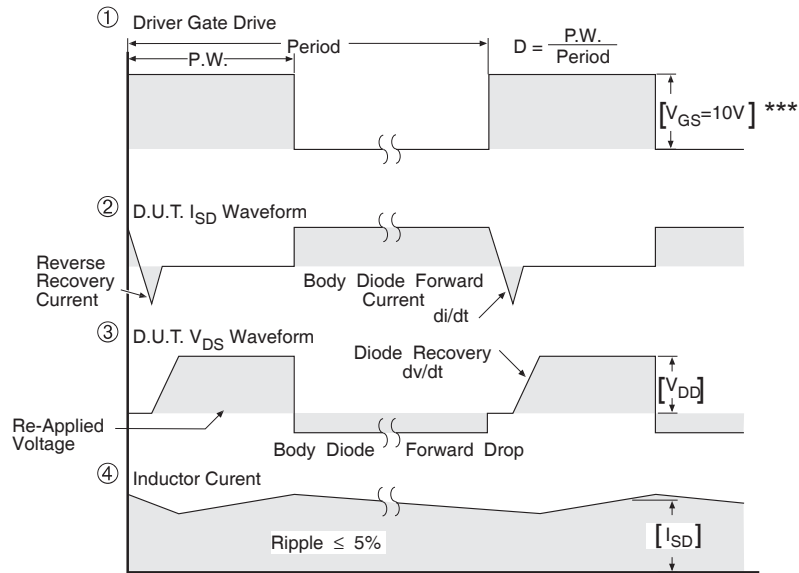 ① Driver Gate Drive
P.W.
Period
D = P.W. / Period
[VGS=10V] ***
② D.U.T. ISD Waveform
Reverse
Recovery
Current
Body Diode Forward
Current
di/dt
③ D.U.T. VDS Waveform
Diode Recovery
dv/dt
[VDD]
Re-Applied
Voltage
Body Diode Forward Drop
④ Inductor Curent
Ripple ≤ 5%
[ISD]